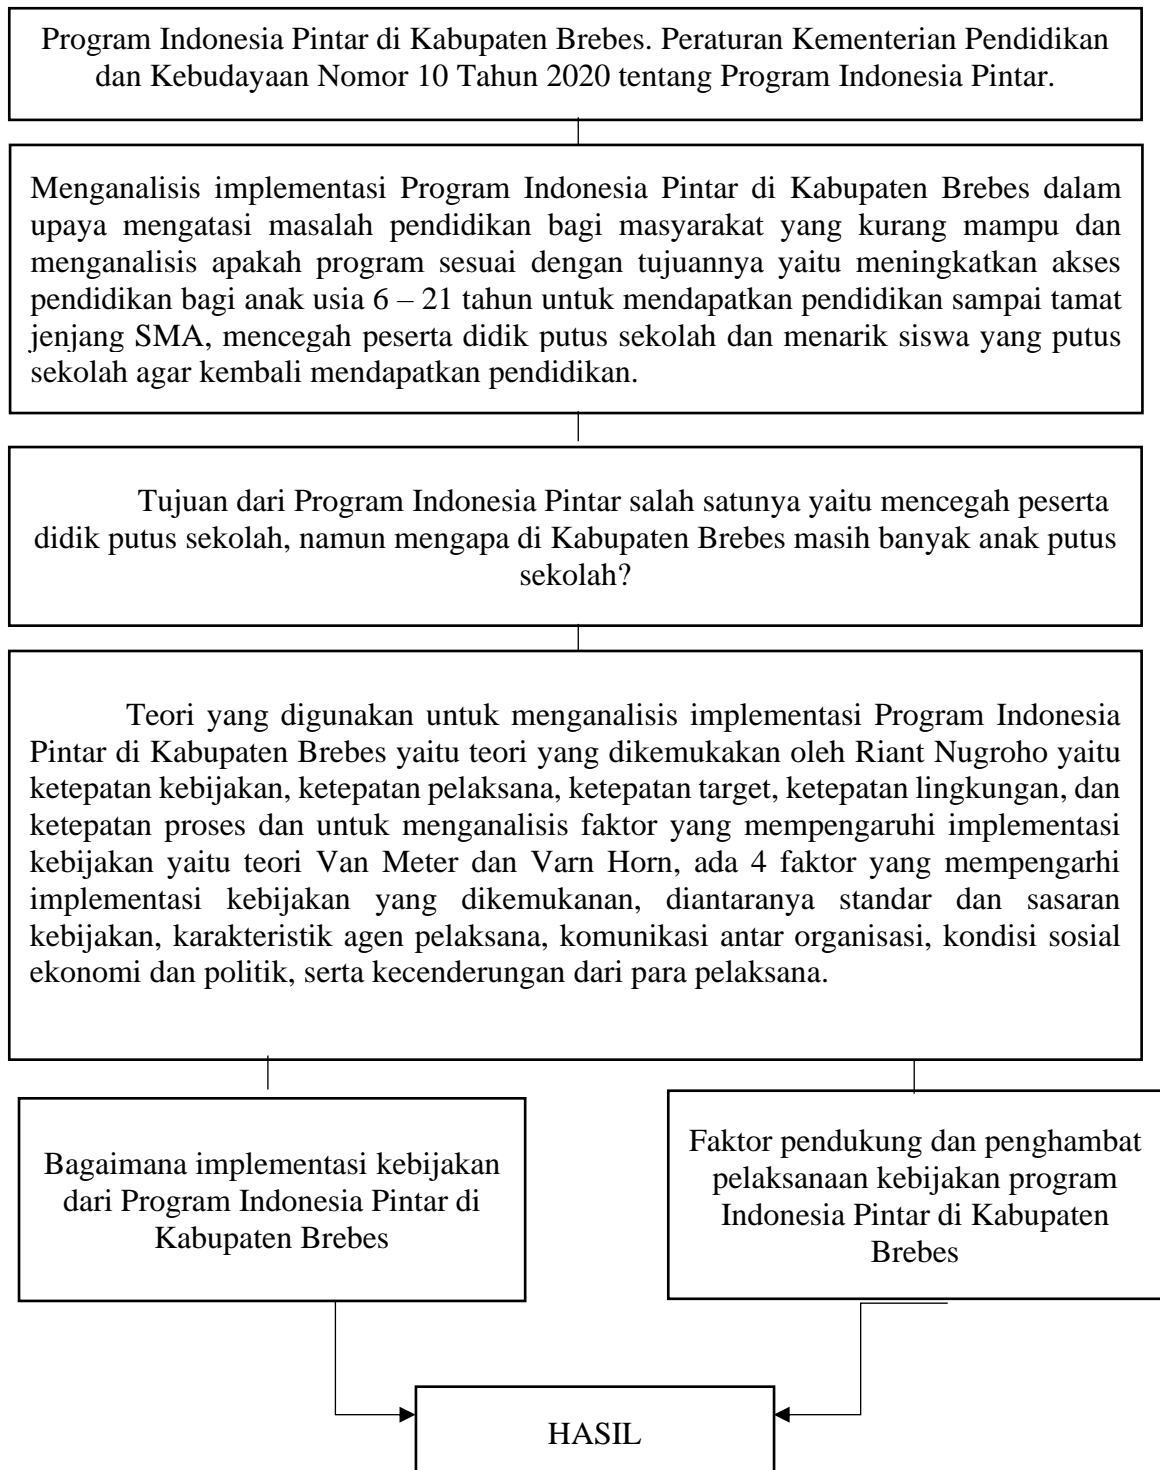 Program Indonesia Pintar di Kabupaten Brebes. Peraturan Kementerian Pendidikan
dan Kebudayaan Nomor 10 Tahun 2020 tentang Program Indonesia Pintar.
Menganalisis implementasi Program Indonesia Pintar di Kabupaten Brebes dalam
upaya mengatasi masalah pendidikan bagi masyarakat yang kurang mampu dan
menganalisis apakah program sesuai dengan tujuannya yaitu meningkatkan akses
pendidikan bagi anak usia 6 – 21 tahun untuk mendapatkan pendidikan sampai tamat
jenjang SMA, mencegah peserta didik putus sekolah dan menarik siswa yang putus
sekolah agar kembali mendapatkan pendidikan.
Tujuan dari Program Indonesia Pintar salah satunya yaitu mencegah peserta
didik putus sekolah, namun mengapa di Kabupaten Brebes masih banyak anak putus
sekolah?
Teori yang digunakan untuk menganalisis implementasi Program Indonesia
Pintar di Kabupaten Brebes yaitu teori yang dikemukakan oleh Riant Nugroho yaitu
ketepatan kebijakan, ketepatan pelaksana, ketepatan target, ketepatan lingkungan, dan
ketepatan proses dan untuk menganalisis faktor yang mempengaruhi implementasi
kebijakan yaitu teori Van Meter dan Varn Horn, ada 4 faktor yang mempengarhi
implementasi kebijakan yang dikemukanan, diantaranya standar dan sasaran
kebijakan, karakteristik agen pelaksana, komunikasi antar organisasi, kondisi sosial
ekonomi dan politik, serta kecenderungan dari para pelaksana.
Bagaimana implementasi kebijakan
dari Program Indonesia Pintar di
Kabupaten Brebes
Faktor pendukung dan penghambat
pelaksanaan kebijakan program
Indonesia Pintar di Kabupaten
Brebes
HASIL